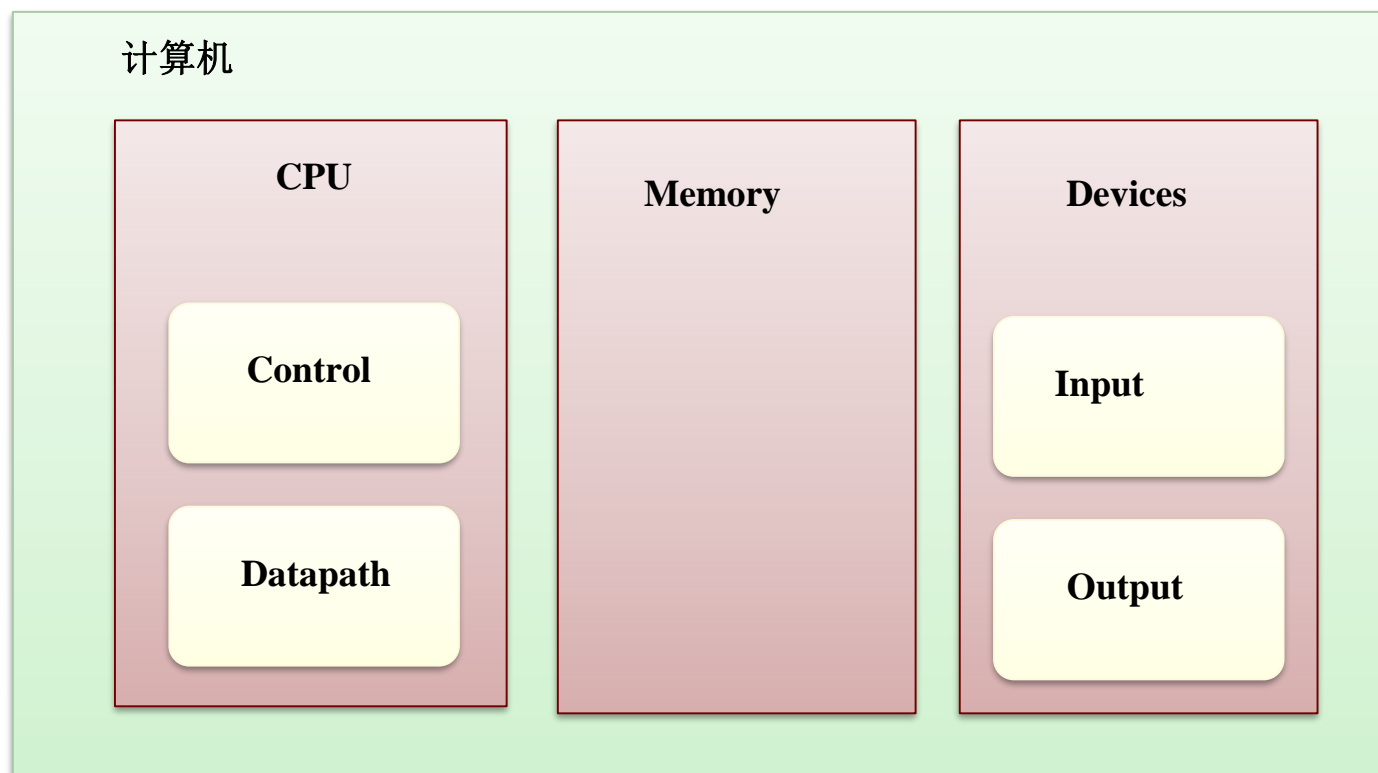 计算机
CPU
Memory
Devices
Control
Input
Datapath
Output